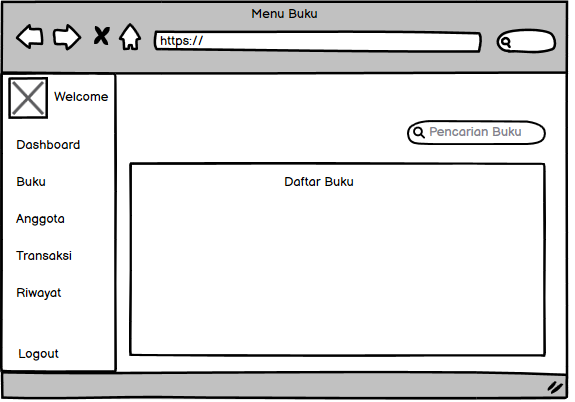 Menu Buku
https://
Welcome
Pencarian Buku
Dashboard
Buku
Daftar Buku
Anggota
Transaksi
Riwayat
Logout